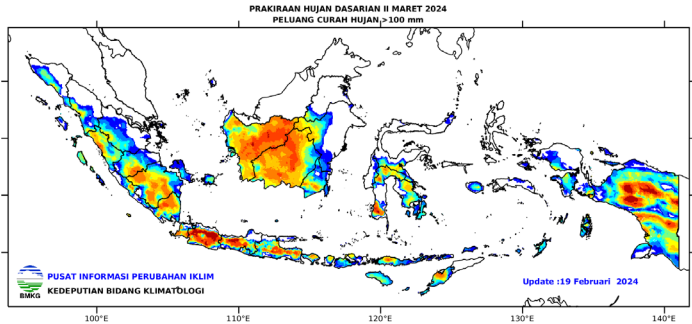 PRAKIRAAN HUJAN DASARIAN II MARET 2024
PELUANG CURAH HUJAN >100 mm
PUSAT INFORMASI PERUBAHAN IKLIM
KEDEPUTIAN BIDANG KLIMATOLOGI
BMKG
Update :19 Februari 2024
100°E 110°E 120°E 130°E 140°E